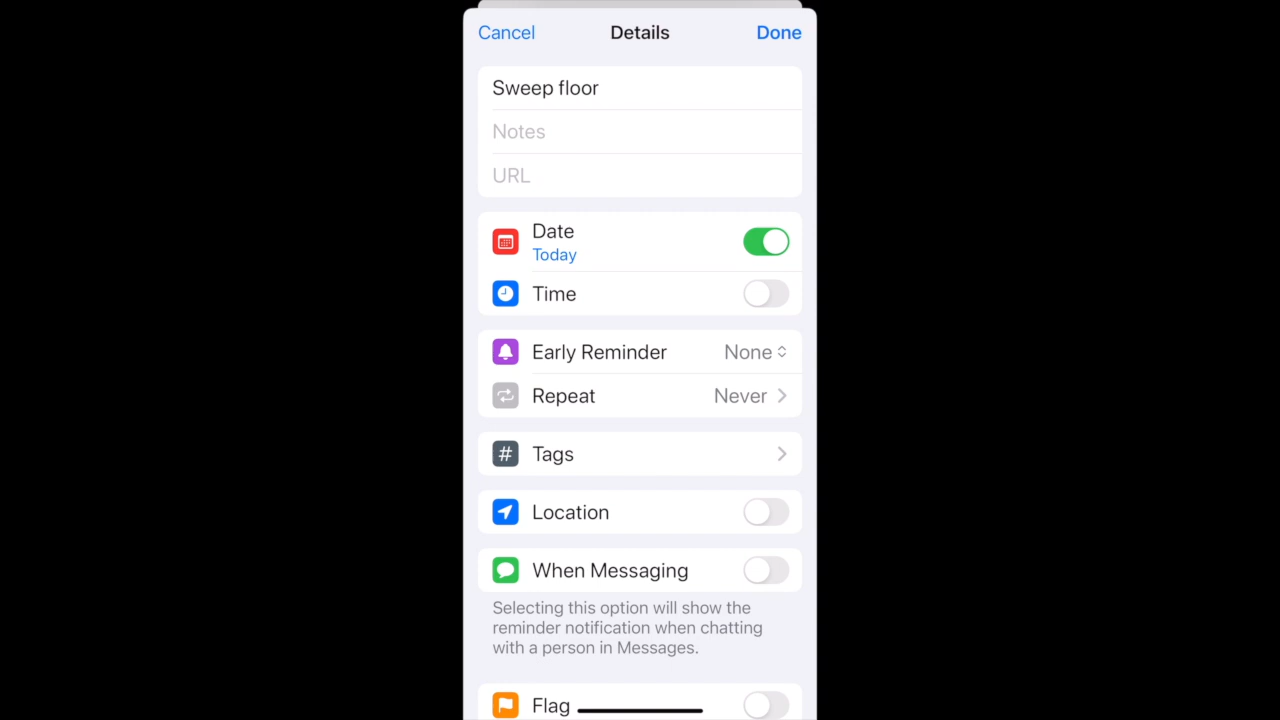 Cancel Details Done
Sweep floor
Notes
URL
Date
Today
Time
Early Reminder None
Repeat Never
# Tags
Location
When Messaging
Selecting this option will show the
reminder notification when chatting
with a person in Messages.
Flag